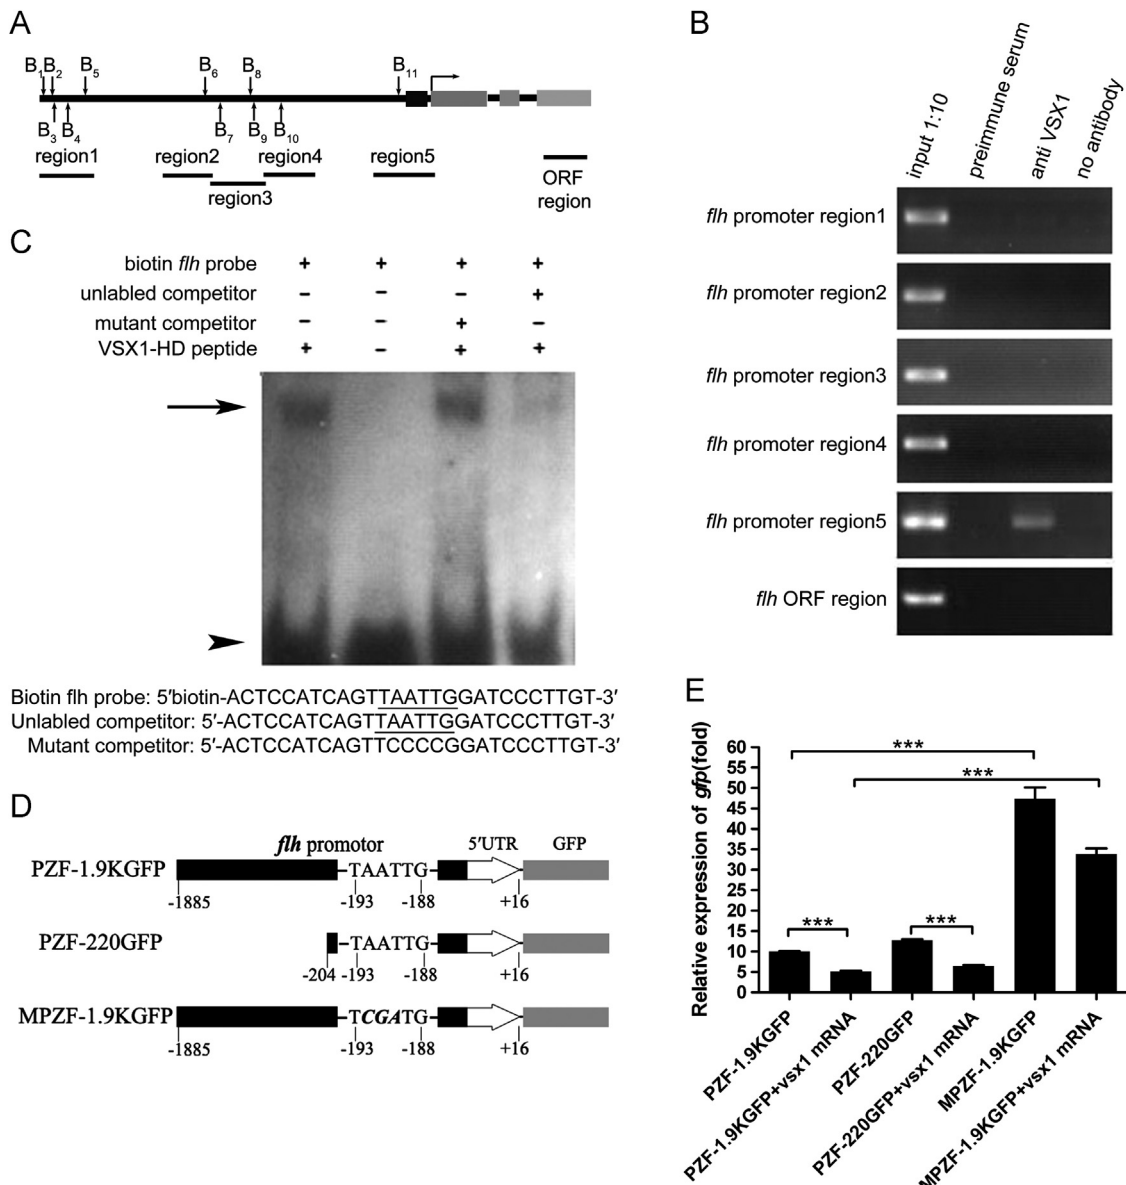 A
B1 B2 B5 B6 B8 B11
B3 B4 B7 B9 B10
region1 region2 region4 region5
region3
ORF
region
B
input 1:10
preimmune serum
anti VSX1
no antibody
flh promoter region1
flh promoter region2
flh promoter region3
flh promoter region4
flh promoter region5
flh ORF region
C
biotin flh probe + + + +
unlabled competitor - - - +
mutant competitor - - + -
VSX1-HD peptide + - + +
Biotin flh probe: 5'biotin-ACTCCATCAGTTAATTGGATCCCTTGT-3'
Unlabled competitor: 5'-ACTCCATCAGTTAATTGGATCCCTTGT-3'
Mutant competitor: 5'-ACTCCATCAGTTCCCCGGATCCCTTGT-3'
D
flh promotor 5'UTR GFP
PZF-1.9KGFP TAATTG
-1885 -193 -188 +16
PZF-220GFP TAATTG
-204 -193 -188 +16
MPZF-1.9KGFP TCGATG
-1885 -193 -188 +16
E
Relative expression of gfp(fold)
60
55
50
45
40
35
30
25
20
15
10
5
0
***
***
***
***
PZF-1.9KGFP
PZF-1.9KGFP+vsx1 mRNA
PZF-220GFP
PZF-220GFP+vsx1 mRNA
MPZF-1.9KGFP
MPZF-1.9KGFP+vsx1 mRNA